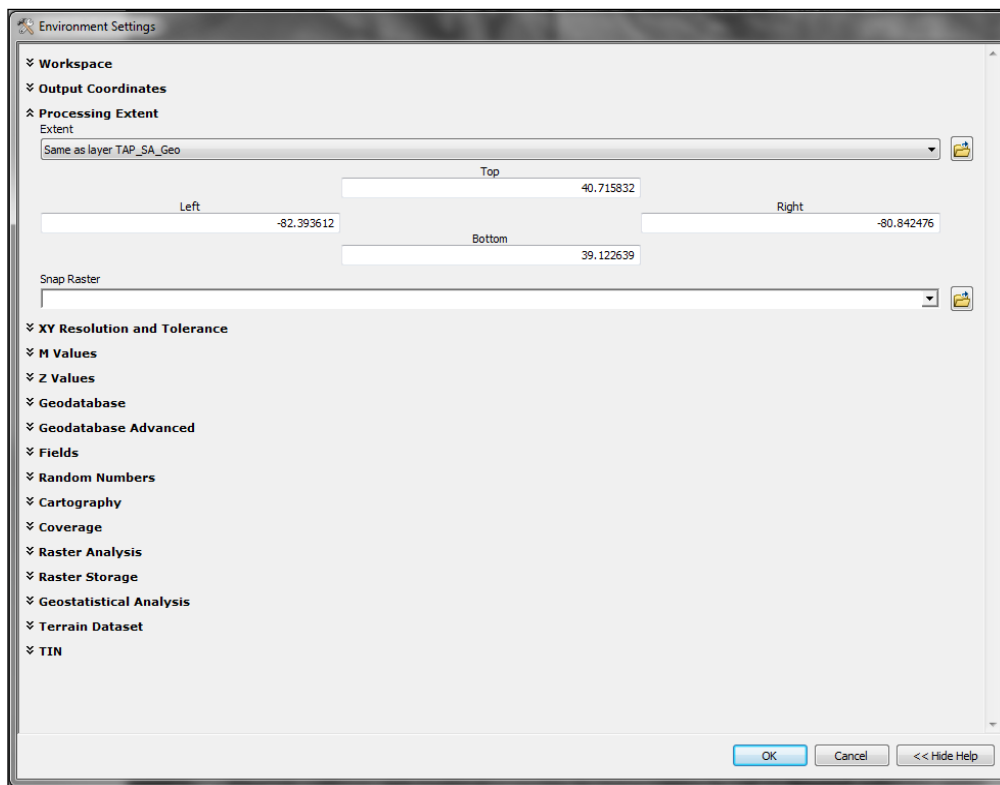 Environment Settings
Workspace
Output Coordinates
Processing Extent
Extent
Same as layer TAP_SA_Geo
Top
40.715832
Left
Right
-82.393612
-80.842476
Bottom
39.122639
Snap Raster
XY Resolution and Tolerance
M Values
Z Values
Geodatabase
Geodatabase Advanced
Fields
Random Numbers
Cartography
Coverage
Raster Analysis
Raster Storage
Geostatistical Analysis
Terrain Dataset
TIN
OK
Cancel
<< Hide Help